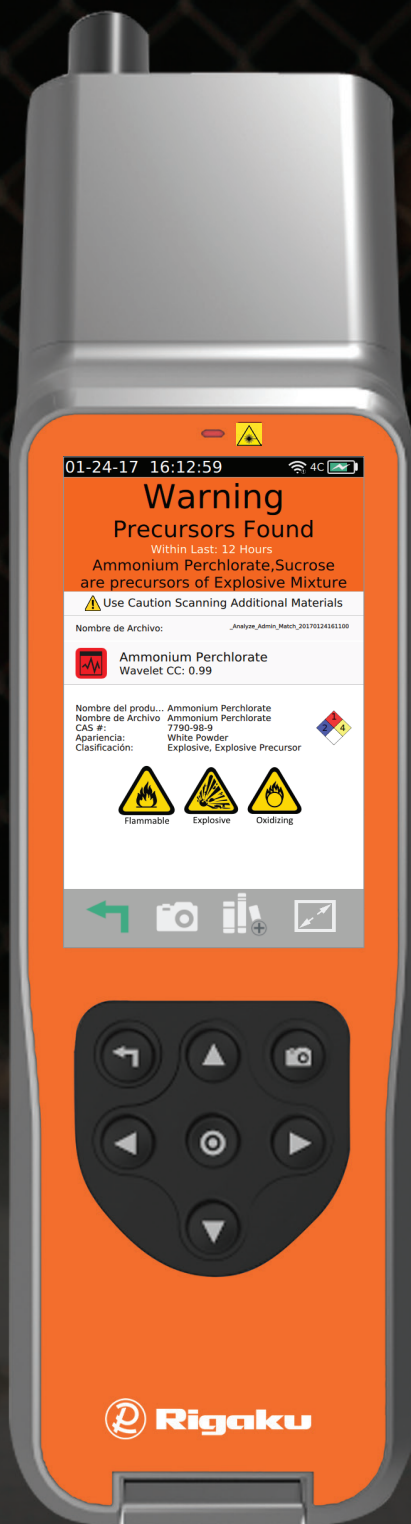 01-24-17 16:12:59 4C
Warning
Precursors Found
Within Last: 12 Hours
Ammonium Perchlorate,Sucrose
are precursors of Explosive Mixture
Use Caution Scanning Additional Materials
Nombre de Archivo: _Analyze_Admin_Match_20170124161100
Ammonium Perchlorate
Wavelet CC: 0.99
Nombre del produ... Ammonium Perchlorate
Nombre de Archivo Ammonium Perchlorate
CAS #: 7790-98-9
Apariencia: White Powder
Clasificación: Explosive, Explosive Precursor
1
2 4
Flammable Explosive Oxidizing
Rigaku